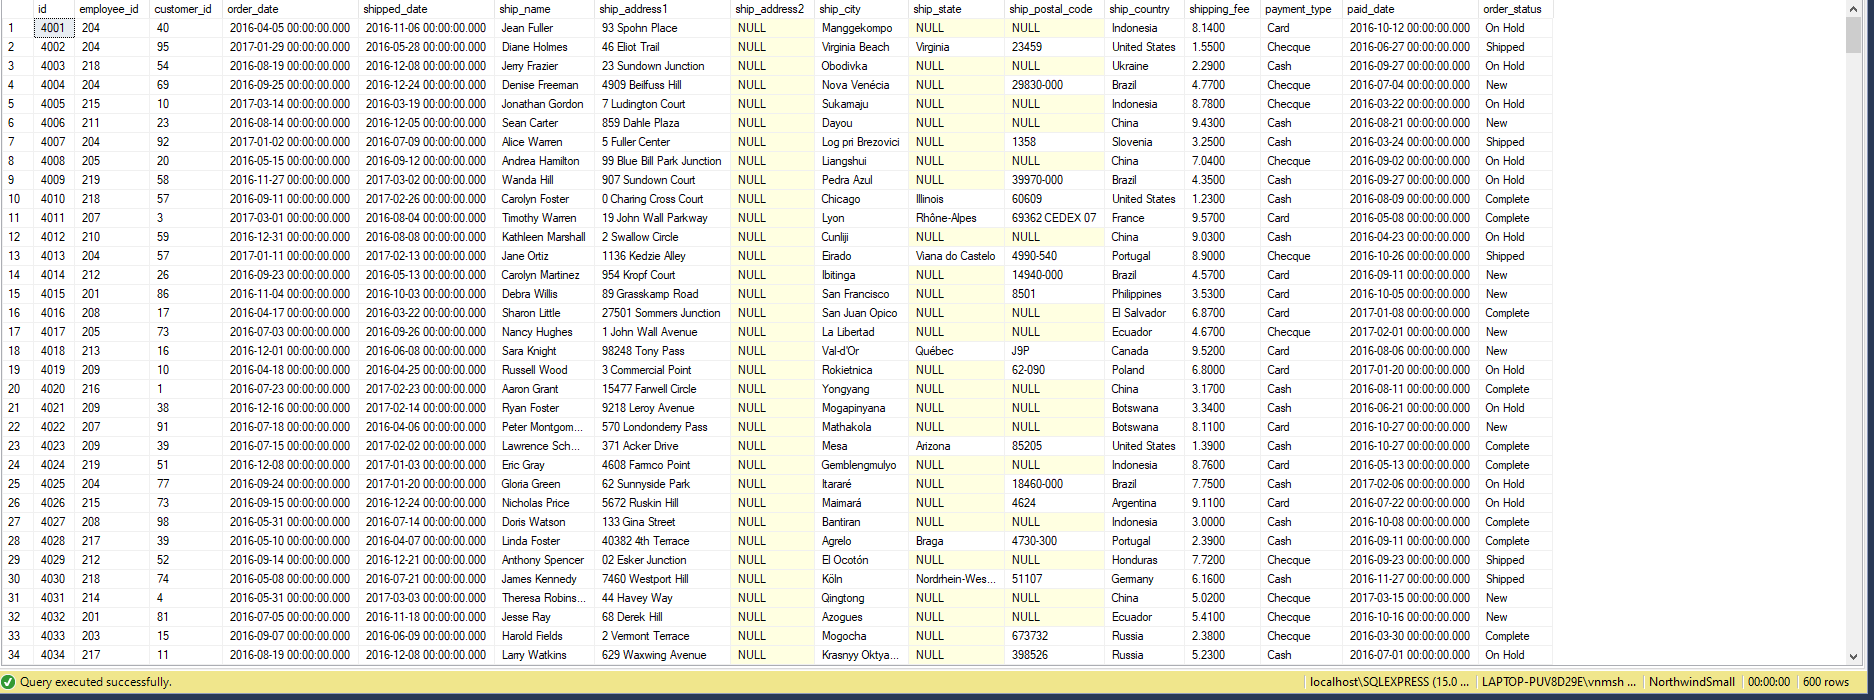 id employee_id customer_id order_date shipped_date ship_name ship_address1 ship_address2 ship_city ship_state ship_postal_code ship_country shipping_fee payment_type paid_date order_status
1 4001 204 40 2016-04-05 00:00:00.000 2016-11-06 00:00:00.000 Jean Fuller 93 Spohn Place NULL Manggekompo NULL NULL Indonesia 8.1400 Card 2016-10-12 00:00:00.000 On Hold
2 4002 204 95 2017-01-29 00:00:00.000 2016-05-28 00:00:00.000 Diane Holmes 46 Eliot Trail NULL Virginia Beach Virginia 23459 United States 1.5500 Checque 2016-06-27 00:00:00.000 Shipped
3 4003 218 54 2016-08-19 00:00:00.000 2016-12-08 00:00:00.000 Jerry Frazier 23 Sundown Junction NULL Obodivka NULL NULL Ukraine 2.2900 Cash 2016-09-27 00:00:00.000 On Hold
4 4004 204 69 2016-09-25 00:00:00.000 2016-12-24 00:00:00.000 Denise Freeman 4909 Beilfuss Hill NULL Nova Venécia NULL 29830-000 Brazil 4.7700 Checque 2016-07-04 00:00:00.000 New
5 4005 215 10 2017-03-14 00:00:00.000 2016-03-19 00:00:00.000 Jonathan Gordon 7 Ludington Court NULL Sukamaju NULL NULL Indonesia 8.7800 Checque 2016-03-22 00:00:00.000 On Hold
6 4006 211 23 2016-08-14 00:00:00.000 2016-12-05 00:00:00.000 Sean Carter 859 Dahle Plaza NULL Dayou NULL NULL China 9.4300 Cash 2016-08-21 00:00:00.000 New
7 4007 204 92 2017-01-02 00:00:00.000 2016-07-09 00:00:00.000 Alice Warren 5 Fuller Center NULL Log pri Brezovici NULL 1358 Slovenia 3.2500 Cash 2016-03-24 00:00:00.000 Shipped
8 4008 205 20 2016-05-15 00:00:00.000 2016-09-12 00:00:00.000 Andrea Hamilton 99 Blue Bill Park Junction NULL Liangshui NULL NULL China 7.0400 Checque 2016-09-02 00:00:00.000 On Hold
9 4009 219 58 2016-11-27 00:00:00.000 2017-03-02 00:00:00.000 Wanda Hill 907 Sundown Court NULL Pedra Azul NULL 39970-000 Brazil 4.3500 Cash 2016-09-27 00:00:00.000 On Hold
10 4010 218 57 2016-09-11 00:00:00.000 2017-02-26 00:00:00.000 Carolyn Foster 0 Charing Cross Court NULL Chicago Illinois 60609 United States 1.2300 Cash 2016-08-09 00:00:00.000 Complete
11 4011 207 3 2017-03-01 00:00:00.000 2016-08-04 00:00:00.000 Timothy Warren 19 John Wall Parkway NULL Lyon Rhône-Alpes 69362 CEDEX 07 France 9.5700 Card 2016-05-08 00:00:00.000 Complete
12 4012 210 59 2016-12-31 00:00:00.000 2016-08-08 00:00:00.000 Kathleen Marshall 2 Swallow Circle NULL Cunliji NULL NULL China 9.0300 Cash 2016-04-23 00:00:00.000 On Hold
13 4013 204 57 2017-01-11 00:00:00.000 2017-02-13 00:00:00.000 Jane Ortiz 1136 Kedzie Alley NULL Eirado Viana do Castelo 4990-540 Portugal 8.9000 Checque 2016-10-26 00:00:00.000 Shipped
14 4014 212 26 2016-09-23 00:00:00.000 2016-05-13 00:00:00.000 Carolyn Martinez 954 Kropf Court NULL Ibitinga NULL 14940-000 Brazil 4.5700 Card 2016-09-11 00:00:00.000 New
15 4015 201 86 2016-11-04 00:00:00.000 2016-10-03 00:00:00.000 Debra Willis 89 Grasskamp Road NULL San Francisco NULL 8501 Philippines 3.5300 Card 2016-10-05 00:00:00.000 New
16 4016 208 17 2016-04-17 00:00:00.000 2016-03-22 00:00:00.000 Sharon Little 27501 Sommers Junction NULL San Juan Opico NULL NULL El Salvador 6.8700 Card 2017-01-08 00:00:00.000 Complete
17 4017 205 73 2016-07-03 00:00:00.000 2016-09-26 00:00:00.000 Nancy Hughes 1 John Wall Avenue NULL La Libertad NULL NULL Ecuador 4.6700 Checque 2017-02-01 00:00:00.000 New
18 4018 213 16 2016-12-01 00:00:00.000 2016-06-08 00:00:00.000 Sara Knight 98248 Tony Pass NULL Val-d'Or Québec J9P Canada 9.5200 Card 2016-08-06 00:00:00.000 New
19 4019 209 10 2016-04-18 00:00:00.000 2016-04-25 00:00:00.000 Russell Wood 3 Commercial Point NULL Rokietnica NULL 62-090 Poland 6.8000 Card 2017-01-20 00:00:00.000 On Hold
20 4020 216 1 2016-07-23 00:00:00.000 2017-02-23 00:00:00.000 Aaron Grant 15477 Farwell Circle NULL Yongyang NULL NULL China 3.1700 Cash 2016-08-11 00:00:00.000 Complete
21 4021 209 38 2016-12-16 00:00:00.000 2017-02-14 00:00:00.000 Ryan Foster 9218 Leroy Avenue NULL Mogapinyana NULL NULL Botswana 3.3400 Cash 2016-06-21 00:00:00.000 On Hold
22 4022 207 91 2016-07-18 00:00:00.000 2016-04-06 00:00:00.000 Peter Montgom... 570 Londonderry Pass NULL Mathakola NULL NULL Botswana 8.1100 Card 2016-10-27 00:00:00.000 New
23 4023 209 39 2016-07-15 00:00:00.000 2017-02-02 00:00:00.000 Lawrence Sch... 371 Acker Drive NULL Mesa Arizona 85205 United States 1.3900 Cash 2016-10-27 00:00:00.000 Complete
24 4024 219 51 2016-12-08 00:00:00.000 2017-01-03 00:00:00.000 Eric Gray 4608 Farmco Point NULL Gemblengmulyo NULL NULL Indonesia 8.7600 Card 2016-05-13 00:00:00.000 Complete
25 4025 204 77 2016-09-24 00:00:00.000 2017-01-20 00:00:00.000 Gloria Green 62 Sunnyside Park NULL Itararé NULL 18460-000 Brazil 7.7500 Cash 2017-02-06 00:00:00.000 On Hold
26 4026 215 73 2016-09-15 00:00:00.000 2016-12-24 00:00:00.000 Nicholas Price 5672 Ruskin Hill NULL Maimará NULL 4624 Argentina 9.1100 Card 2016-07-22 00:00:00.000 On Hold
27 4027 208 98 2016-05-31 00:00:00.000 2016-07-14 00:00:00.000 Doris Watson 133 Gina Street NULL Bantiran NULL NULL Indonesia 3.0000 Cash 2016-10-08 00:00:00.000 Complete
28 4028 217 39 2016-05-10 00:00:00.000 2016-04-07 00:00:00.000 Linda Foster 40382 4th Terrace NULL Agrelo Braga 4730-300 Portugal 2.3900 Cash 2016-09-11 00:00:00.000 Complete
29 4029 212 52 2016-09-14 00:00:00.000 2016-12-21 00:00:00.000 Anthony Spencer 02 Esker Junction NULL El Ocotón NULL NULL Honduras 7.7200 Checque 2016-09-23 00:00:00.000 Shipped
30 4030 218 74 2016-05-08 00:00:00.000 2016-07-21 00:00:00.000 James Kennedy 7460 Westport Hill NULL Köln Nordrhein-Wes... 51107 Germany 6.1600 Cash 2016-11-27 00:00:00.000 Shipped
31 4031 214 4 2016-05-31 00:00:00.000 2017-03-03 00:00:00.000 Theresa Robins... 44 Havey Way NULL Qingtong NULL NULL China 5.0200 Checque 2017-03-15 00:00:00.000 New
32 4032 201 81 2016-07-05 00:00:00.000 2016-11-18 00:00:00.000 Jesse Ray 68 Derek Hill NULL Azogues NULL NULL Ecuador 5.4100 Checque 2016-10-16 00:00:00.000 New
33 4033 203 15 2016-09-07 00:00:00.000 2016-06-09 00:00:00.000 Harold Fields 2 Vermont Terrace NULL Mogocha NULL 673732 Russia 2.3800 Checque 2016-03-30 00:00:00.000 Complete
34 4034 217 11 2016-08-19 00:00:00.000 2016-12-08 00:00:00.000 Larry Watkins 629 Waxwing Avenue NULL Krasnyy Oktya... NULL 398526 Russia 5.2300 Cash 2016-07-01 00:00:00.000 On Hold
Query executed successfully. localhost\SQLEXPRESS (15.0 ... LAPTOP-PUV8D29E\vnmsh ... NorthwindSmall 00:00:00 600 rows